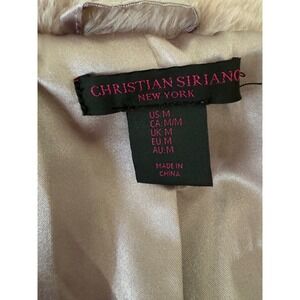 CHRISTIAN SIRIANO
NEW YORK
US:M
CA:M/M
UK:M
EU:M
AU:M
MADE IN
CHINA